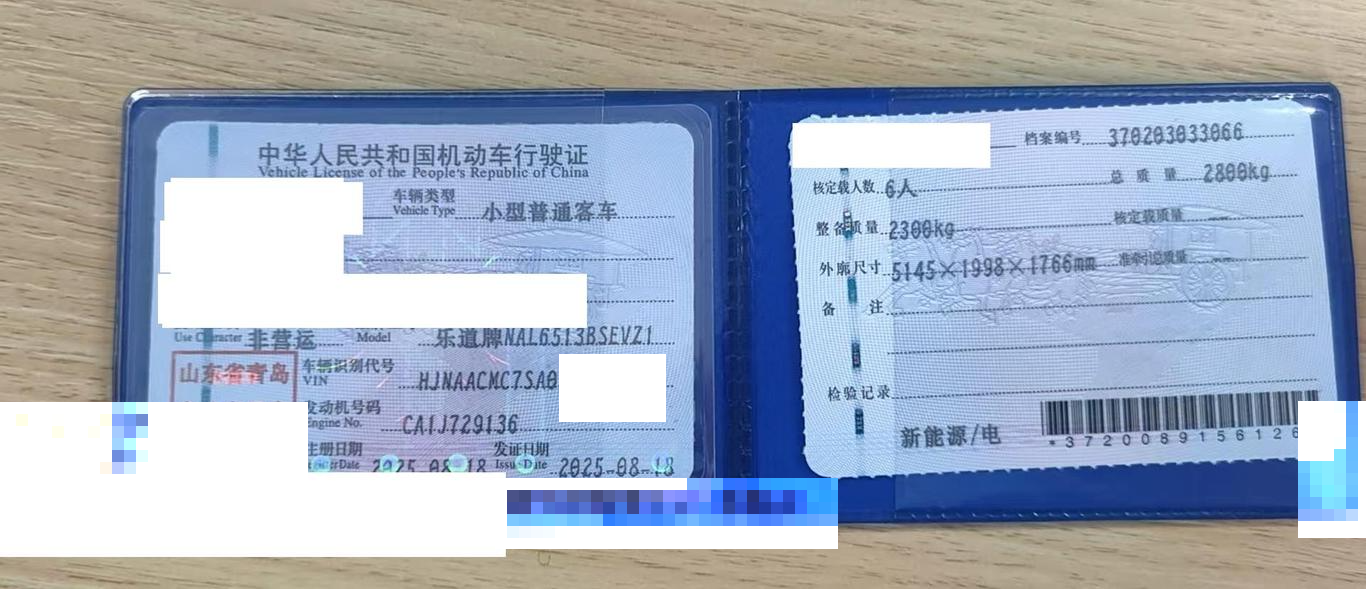 中华人民共和国机动车行驶证
Vehicle License of the People's Republic of China
车辆类型 小型普通客车
Vehicle Type
非营运 Model 乐道牌NAL6513BSEVZ1
Use Character
山东省青岛
车辆识别代号 HJNAACMC7SA0
VIN
发动机号码 CA1J729136
Engine No.
注册日期 2025-08-18 发证日期 2025-08-18
Issue Date
档案编号 370203033066
核定载人数 6人 总质量 2800kg
整备质量 2300kg 核定载质量 --
外廓尺寸 5145×1998×1766mm 准牵引总质量 --
备注
检验记录
新能源/电
*372008915612